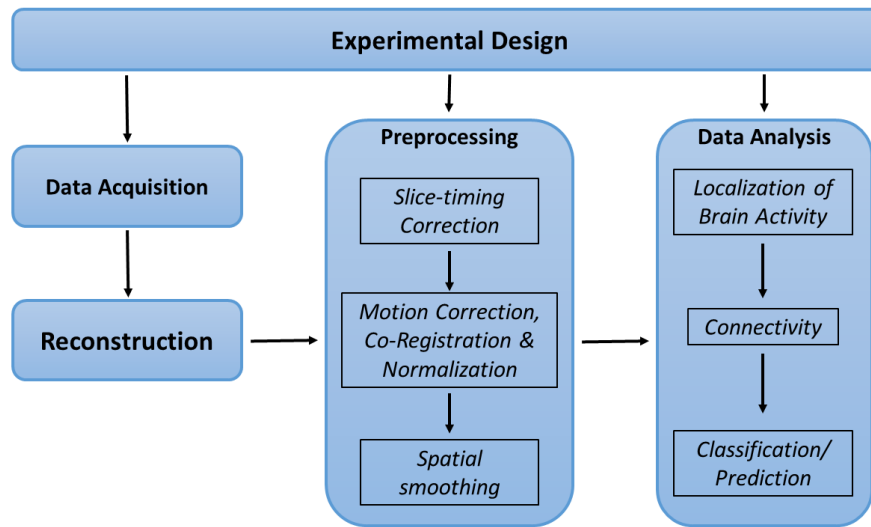 Experimental Design
Data Acquisition
Reconstruction
Preprocessing
Slice-timing
Correction
Motion Correction,
Co-Registration &
Normalization
Spatial
smoothing
Data Analysis
Localization of
Brain Activity
Connectivity
Classification/
Prediction